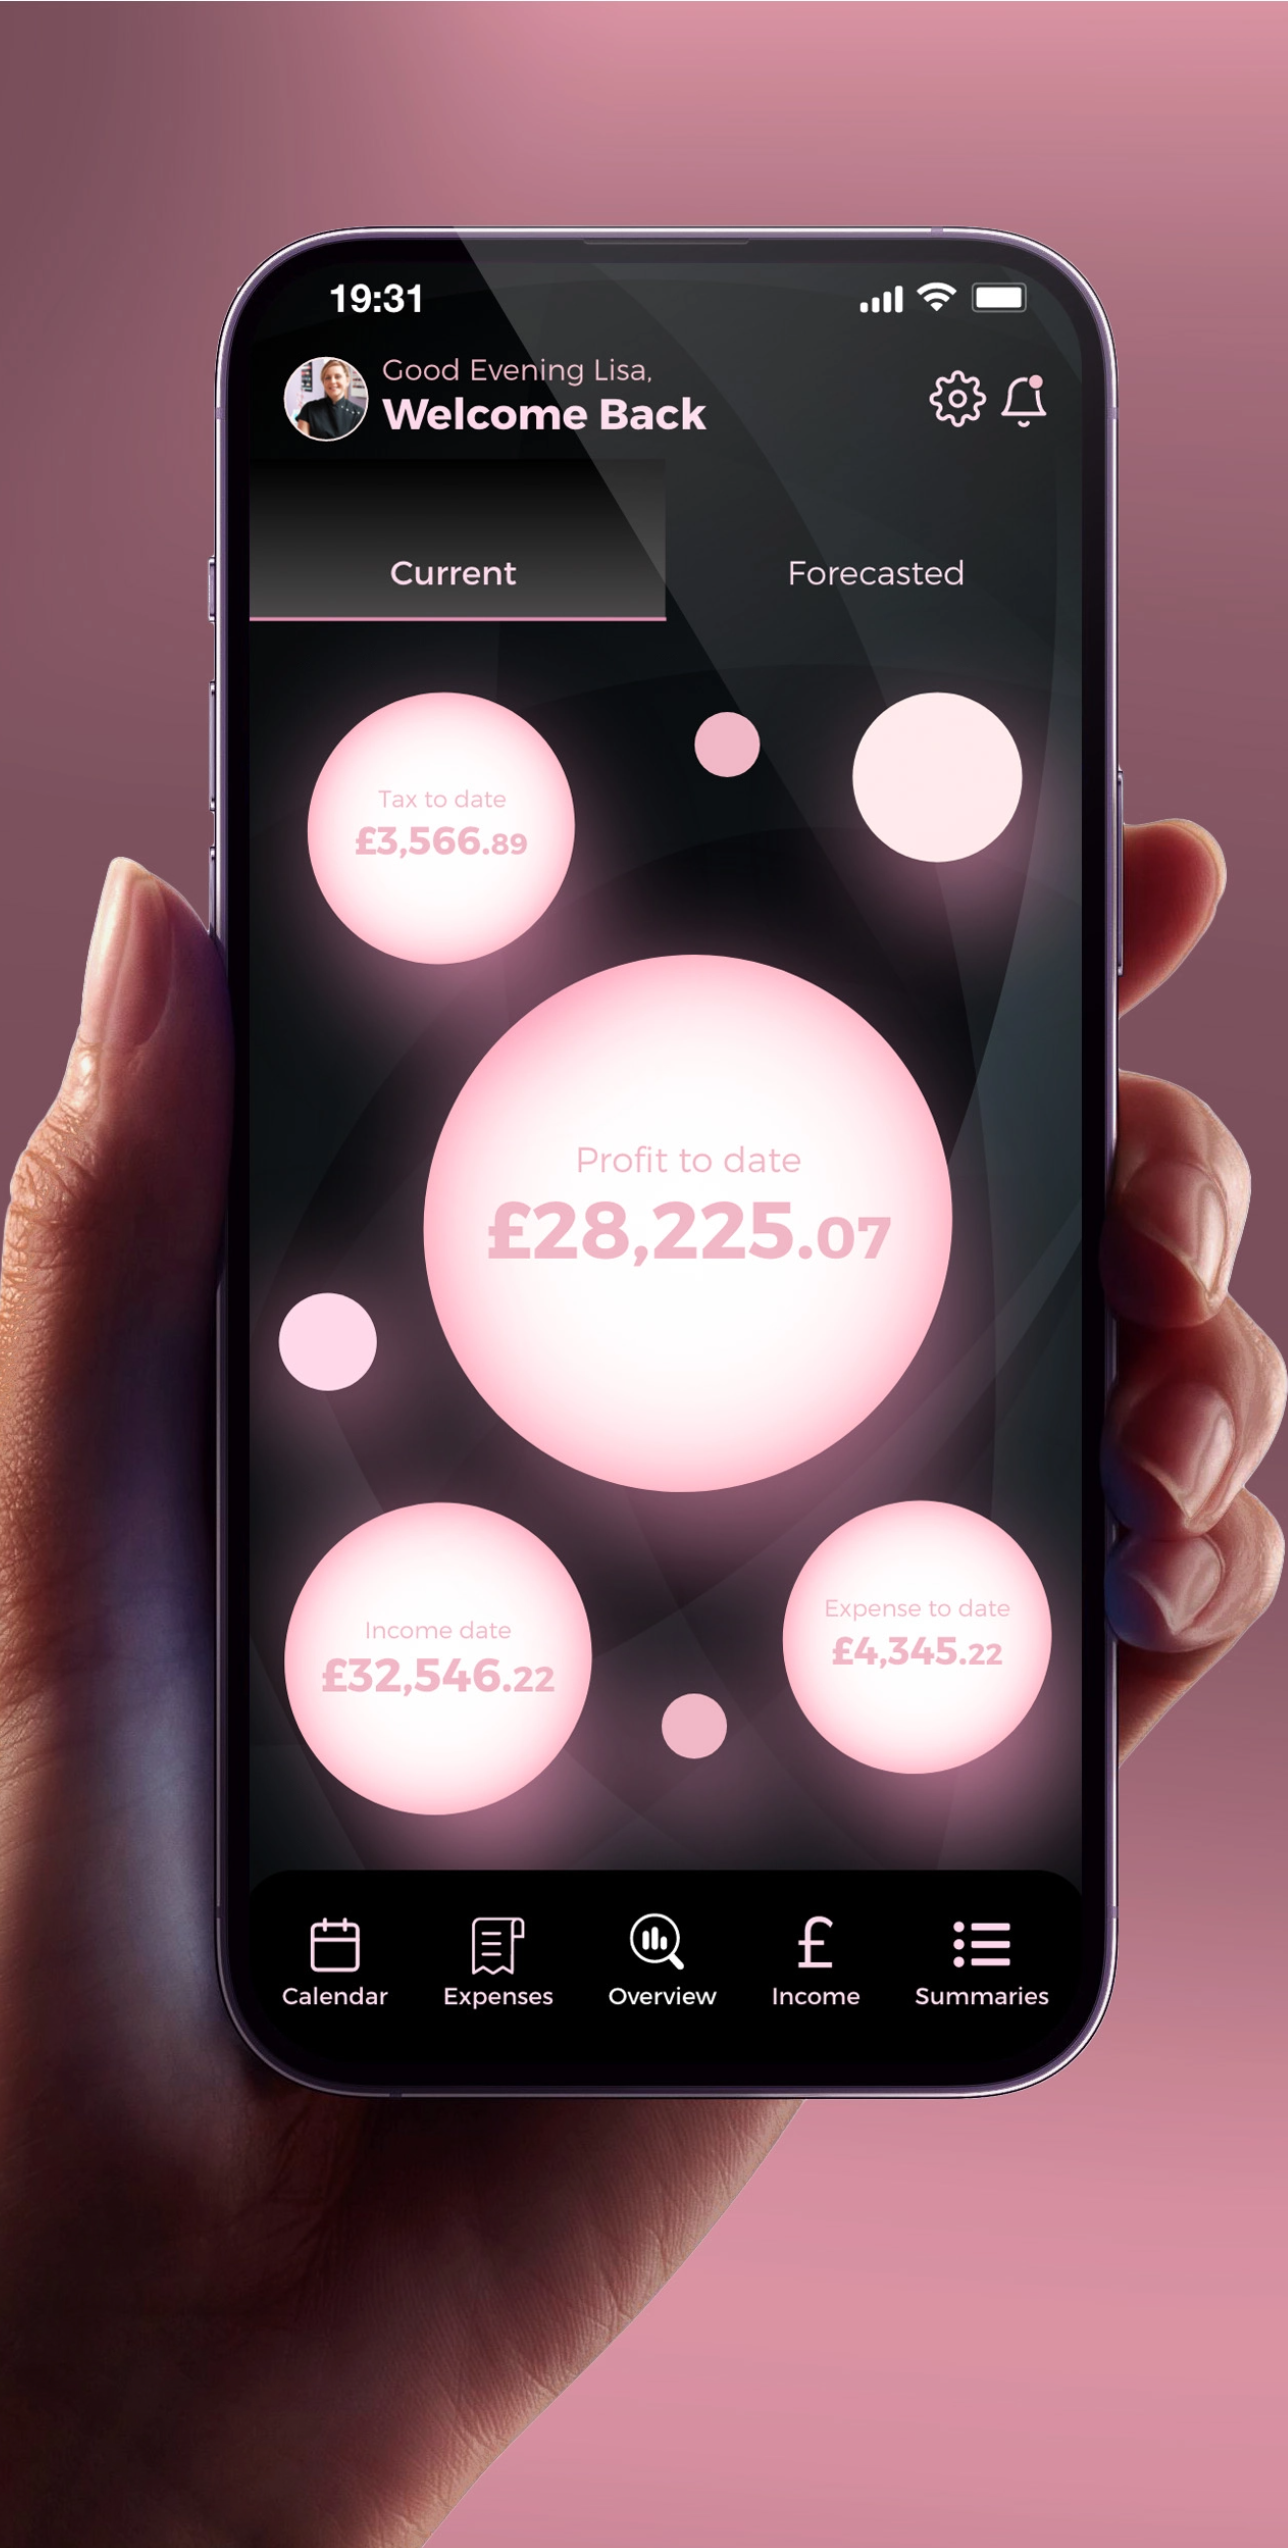 19:31
Good Evening Lisa,
Welcome Back
Current
Forecasted
Tax to date
£3,566.89
Profit to date
£28,225.07
Income date
£32,546.22
Expense to date
£4,345.22
Calendar
Expenses
Overview
Income
Summaries